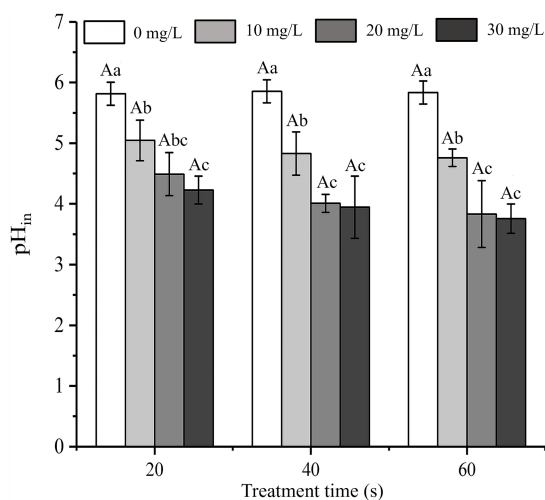 7
0 mg/L 10 mg/L 20 mg/L 30 mg/L
Aa Aa Aa
6
Ab Ab Ab
Abc Ac Ac Ac Ac Ac
5
4
pHin
3
2
1
0
20 40 60
Treatment time (s)